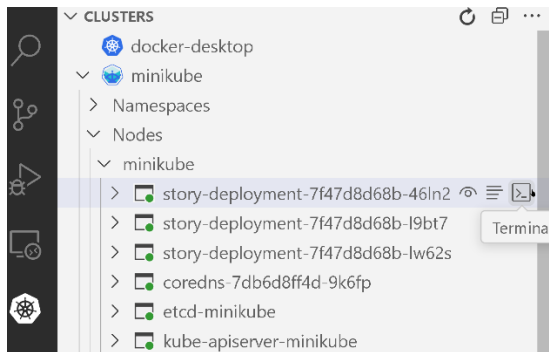 CLUSTERS
docker-desktop
minikube
Namespaces
Nodes
minikube
story-deployment-7f47d8d68b-46ln2
story-deployment-7f47d8d68b-l9bt7
Termina
story-deployment-7f47d8d68b-lw62s
coredns-7db6d8ff4d-9k6fp
etcd-minikube
kube-apiserver-minikube